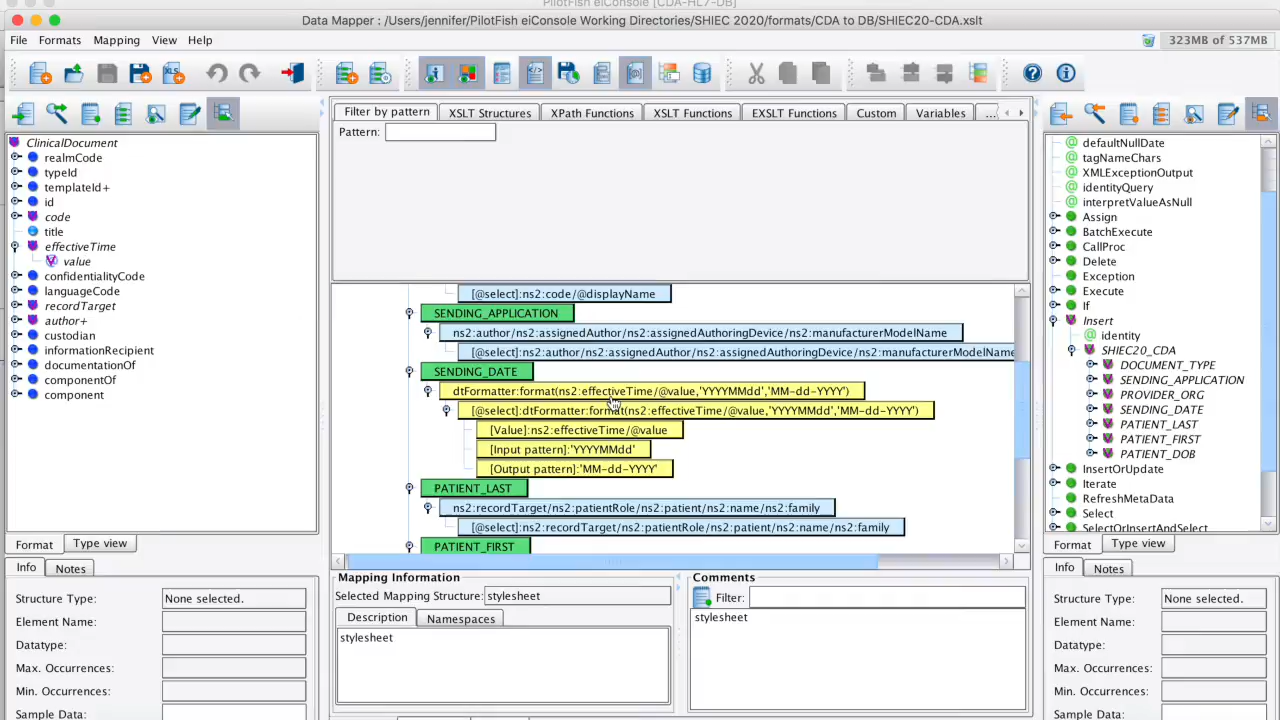 PilotFish eiConsole [CDA-HL7-DB]
Data Mapper : /Users/jennifer/PilotFish eiConsole Working Directories/SHIEC 2020/formats/CDA to DB/SHIEC20-CDA.xslt
File Formats Mapping View Help
323MB of 537MB
Filter by pattern XSLT Structures XPath Functions XSLT Functions EXSLT Functions Custom Variables ...
Pattern:
ClinicalDocument
realmCode
typeId
templateId+
id
code
title
effectiveTime
value
confidentialityCode
languageCode
recordTarget
author+
custodian
informationRecipient
documentationOf
componentOf
component
Format Type view
Info Notes
Structure Type: None selected.
Element Name:
Datatype:
Max. Occurrences:
Min. Occurrences:
Sample Data:
[@select]:ns2:code/@displayName
SENDING_APPLICATION
ns2:author/ns2:assignedAuthor/ns2:assignedAuthoringDevice/ns2:manufacturerModelName
[@select]:ns2:author/ns2:assignedAuthor/ns2:assignedAuthoringDevice/ns2:manufacturerModelName
SENDING_DATE
dtFormatter:format(ns2:effectiveTime/@value,'YYYYMMdd','MM-dd-YYYY')
[@select]:dtFormatter:format(ns2:effectiveTime/@value,'YYYYMMdd','MM-dd-YYYY')
[Value]:ns2:effectiveTime/@value
[Input pattern]:'YYYYMMdd'
[Output pattern]:'MM-dd-YYYY'
PATIENT_LAST
ns2:recordTarget/ns2:patientRole/ns2:patient/ns2:name/ns2:family
[@select]:ns2:recordTarget/ns2:patientRole/ns2:patient/ns2:name/ns2:family
PATIENT_FIRST
Mapping Information
Selected Mapping Structure: stylesheet
Description Namespaces
stylesheet
Comments
Filter:
stylesheet
defaultNullDate
tagNameChars
XMLExceptionOutput
identityQuery
interpretValueAsNull
Assign
BatchExecute
CallProc
Delete
Exception
Execute
If
Insert
identity
SHIEC20_CDA
DOCUMENT_TYPE
SENDING_APPLICATION
PROVIDER_ORG
SENDING_DATE
PATIENT_LAST
PATIENT_FIRST
PATIENT_DOB
InsertOrUpdate
Iterate
RefreshMetaData
Select
SelectOrInsertAndSelect
Format Type view
Info Notes
Structure Type: None selected.
Element Name:
Datatype:
Max. Occurrences:
Min. Occurrences:
Sample Data: